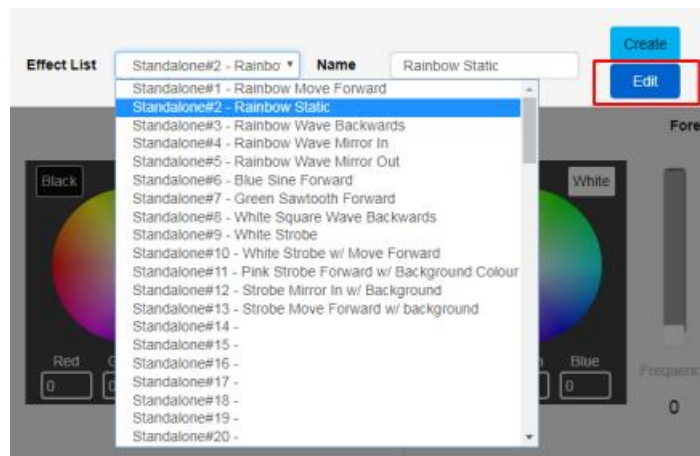 Create
Effect List Standalone#2 - Rainbo Name Rainbow Static Edit
Standalone#1 - Rainbow Move Forward
Standalone#2 - Rainbow Static
Standalone#3 - Rainbow Wave Backwards
Standalone#4 - Rainbow Wave Mirror In
Standalone#5 - Rainbow Wave Mirror Out
Standalone#6 - Blue Sine Forward
Standalone#7 - Green Sawtooth Forward
Standalone#8 - White Square Wave Backwards
Standalone#9 - White Strobe
Standalone#10 - White Strobe w/ Move Forward
Standalone#11 - Pink Strobe Forward w/ Background Colour
Standalone#12 - Strobe Mirror In w/ Background
Standalone#13 - Strobe Move Forward w/ background
Standalone#14 -
Standalone#15 -
Standalone#16 -
Standalone#17 -
Standalone#18 -
Standalone#19 -
Standalone#20 -
Fore
Black White
Red G n Blue
0 0 0
Frequenc
0